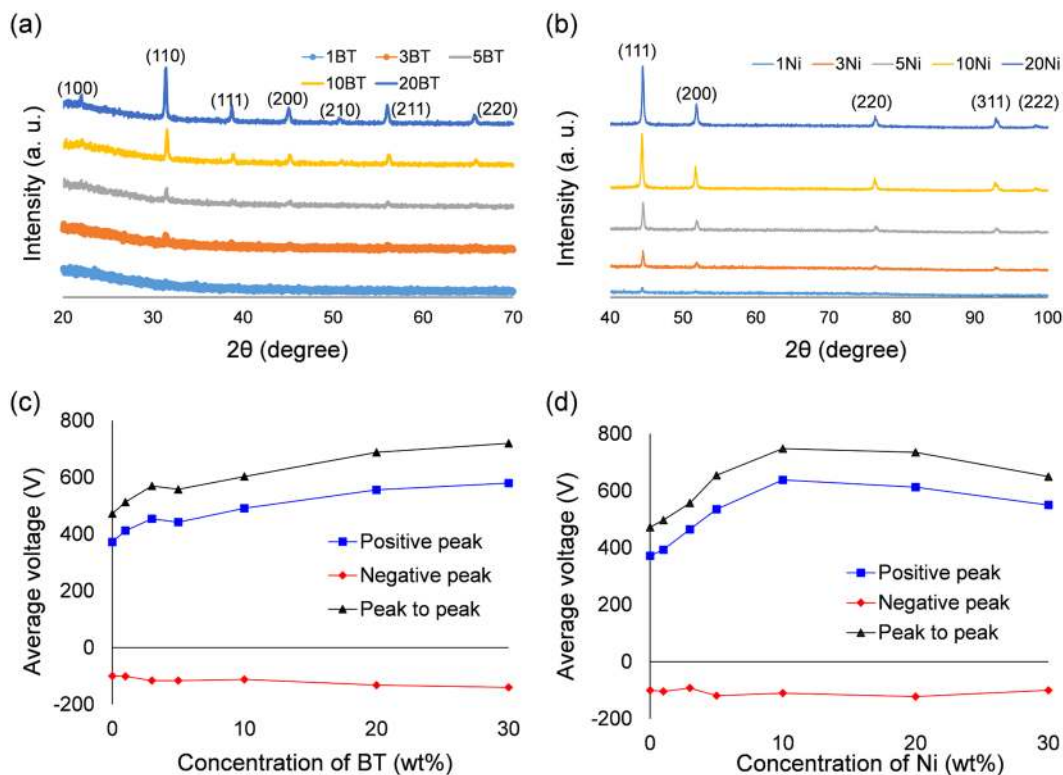 (a)
1BT 3BT 5BT
10BT 20BT
(100) (110) (111) (200) (210) (211) (220)
Intensity (a. u.)
20 30 40 50 60 70
2θ (degree)
(b)
1Ni 3Ni 5Ni 10Ni 20Ni
(111) (200) (220) (311) (222)
Intensity (a. u.)
40 50 60 70 80 90 100
2θ (degree)
(c)
Average voltage (V)
800
600
400
200
0
-200
Positive peak
Negative peak
Peak to peak
0 10 20 30
Concentration of BT (wt%)
(d)
Average voltage (V)
800
600
400
200
0
-200
Positive peak
Negative peak
Peak to peak
0 10 20 30
Concentration of Ni (wt%)